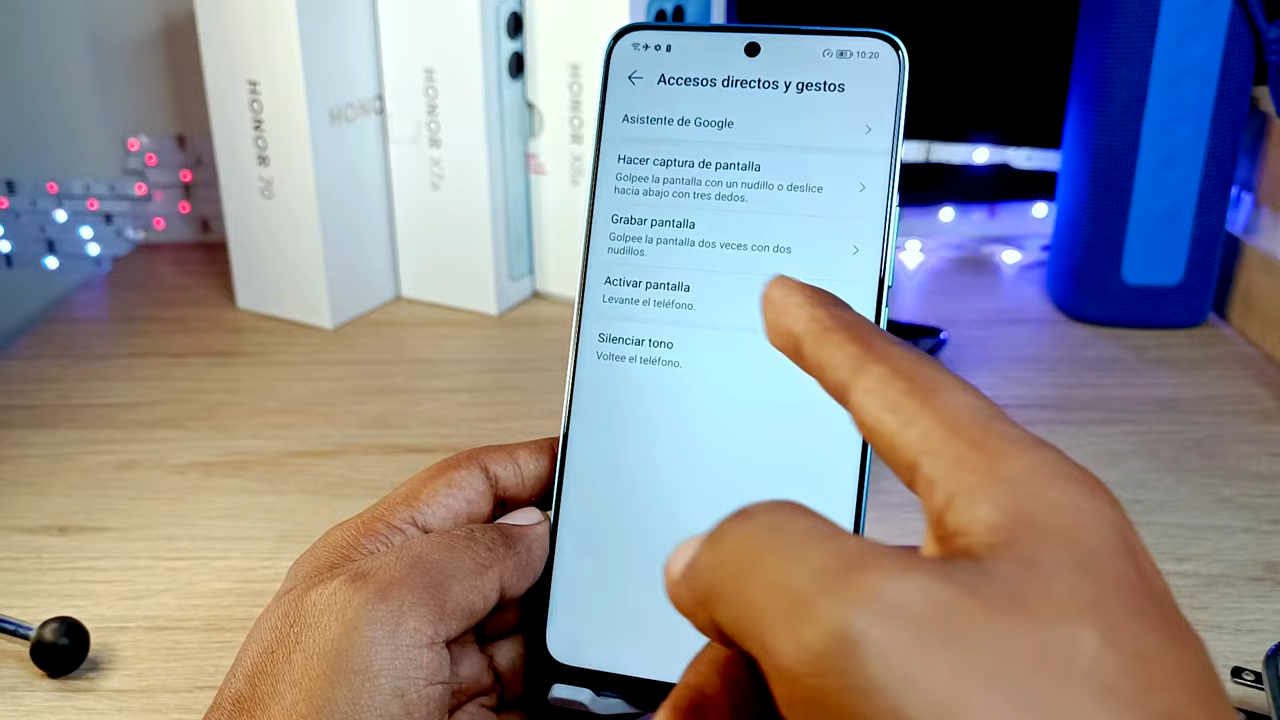 10:20
Accesos directos y gestos
Asistente de Google
Hacer captura de pantalla
Golpee la pantalla con un nudillo o deslice
hacia abajo con tres dedos.
Grabar pantalla
Golpee la pantalla dos veces con dos
nudillos.
Activar pantalla
Levante el teléfono.
Silenciar tono
Voltee el teléfono.
HONOR 70
HONOR
HONOR X7a
HONOR